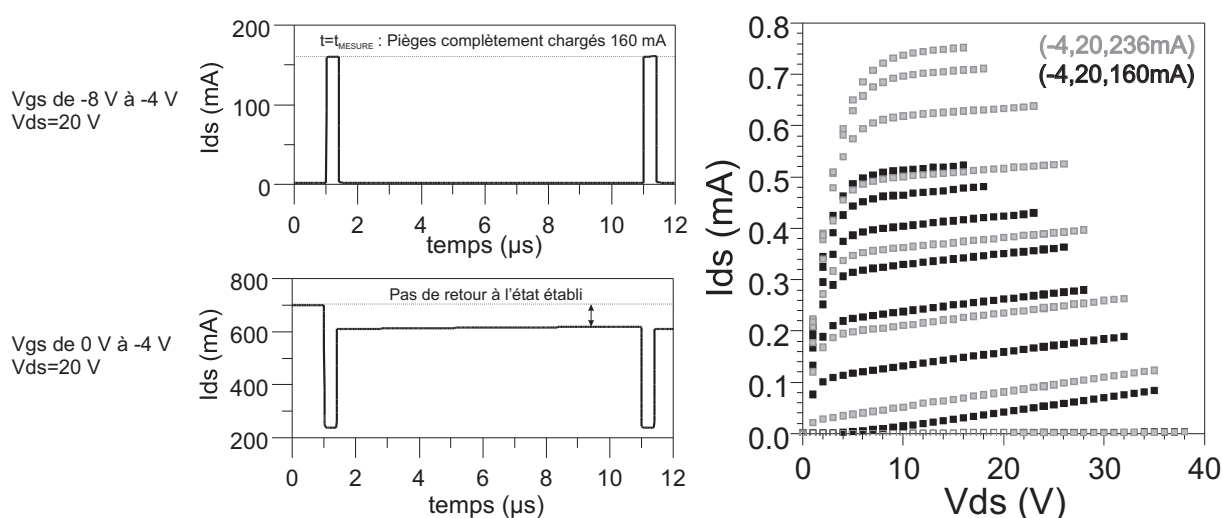 200
150
100
50
0
Ids (mA)
t=tMESURE : Pièges complètement chargés 160 mA
0 2 4 6 8 10 12
temps (µs)
Vgs de -8 V à -4 V
Vds=20 V
800
600
400
200
Ids (mA)
Pas de retour à l'état établi
0 2 4 6 8 10 12
temps (µs)
Vgs de 0 V à -4 V
Vds=20 V
0.8
0.7
0.6
0.5
0.4
0.3
0.2
0.1
0.0
Ids (mA)
(-4,20,236mA)
(-4,20,160mA)
0 10 20 30 40
Vds (V)